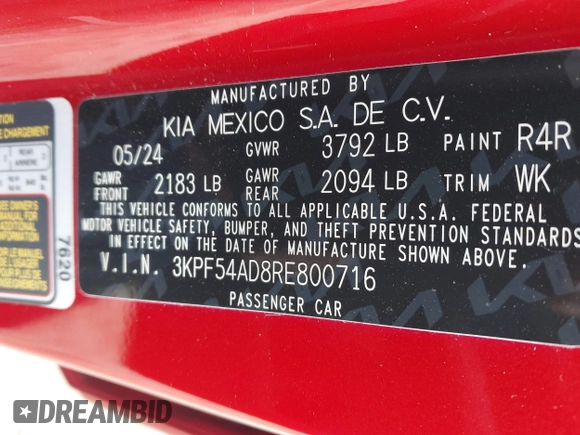 MANUFACTURED BY
KIA MEXICO S.A. DE C.V.
05/24 GVWR 3792 LB PAINT R4R
GAWR FRONT 2183 LB GAWR REAR 2094 LB TRIM WK
THIS VEHICLE CONFORMS TO ALL APPLICABLE U.S.A. FEDERAL
MOTOR VEHICLE SAFETY, BUMPER, AND THEFT PREVENTION STANDARDS
IN EFFECT ON THE DATE OF MANUFACTURE SHOWN ABOVE.
V.I.N. 3KPF54AD8RE800716
PASSENGER CAR
7620
DREAMBID